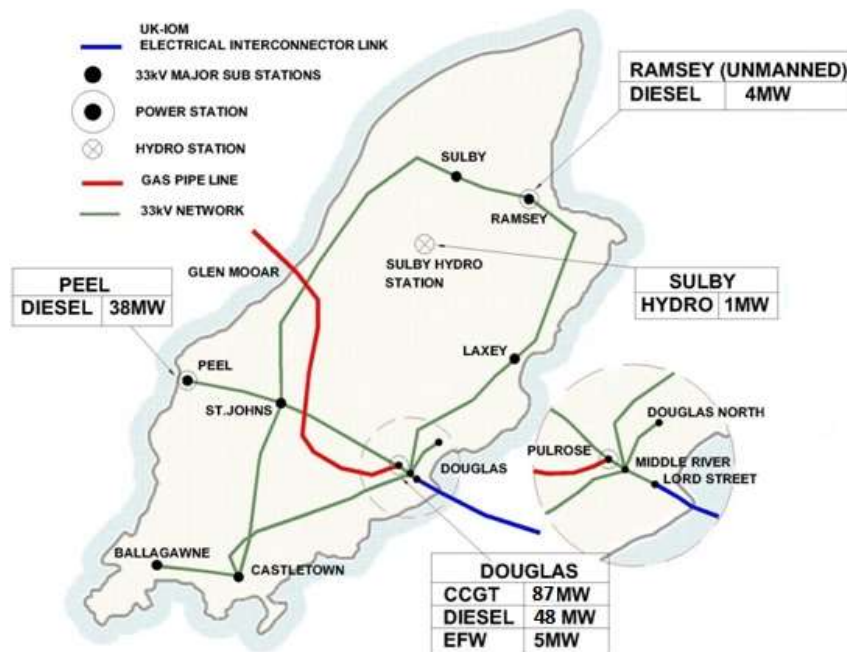 UK-IOM
ELECTRICAL INTERCONNECTOR LINK
33kV MAJOR SUB STATIONS
POWER STATION
HYDRO STATION
GAS PIPE LINE
33kV NETWORK
RAMSEY (UNMANNED)
DIESEL 4MW
SULBY
RAMSEY
SULBY HYDRO
STATION
GLEN MOOAR
SULBY
HYDRO 1MW
PEEL
DIESEL 38MW
LAXEY
PEEL
ST.JOHNS
DOUGLAS
DOUGLAS NORTH
PULROSE
MIDDLE RIVER
LORD STREET
BALLAGAWNE
CASTLETOWN
DOUGLAS
CCGT 87MW
DIESEL 48 MW
EFW 5MW